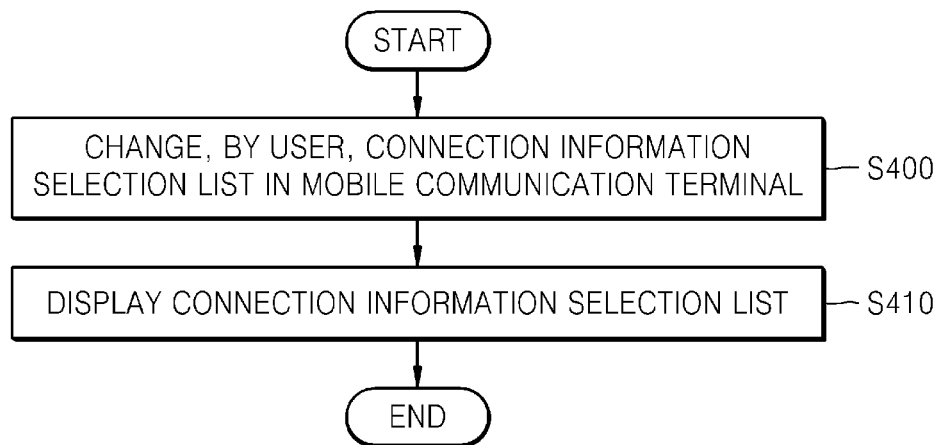 START
CHANGE, BY USER, CONNECTION INFORMATION
SELECTION LIST IN MOBILE COMMUNICATION TERMINAL
S400
DISPLAY CONNECTION INFORMATION SELECTION LIST
S410
END